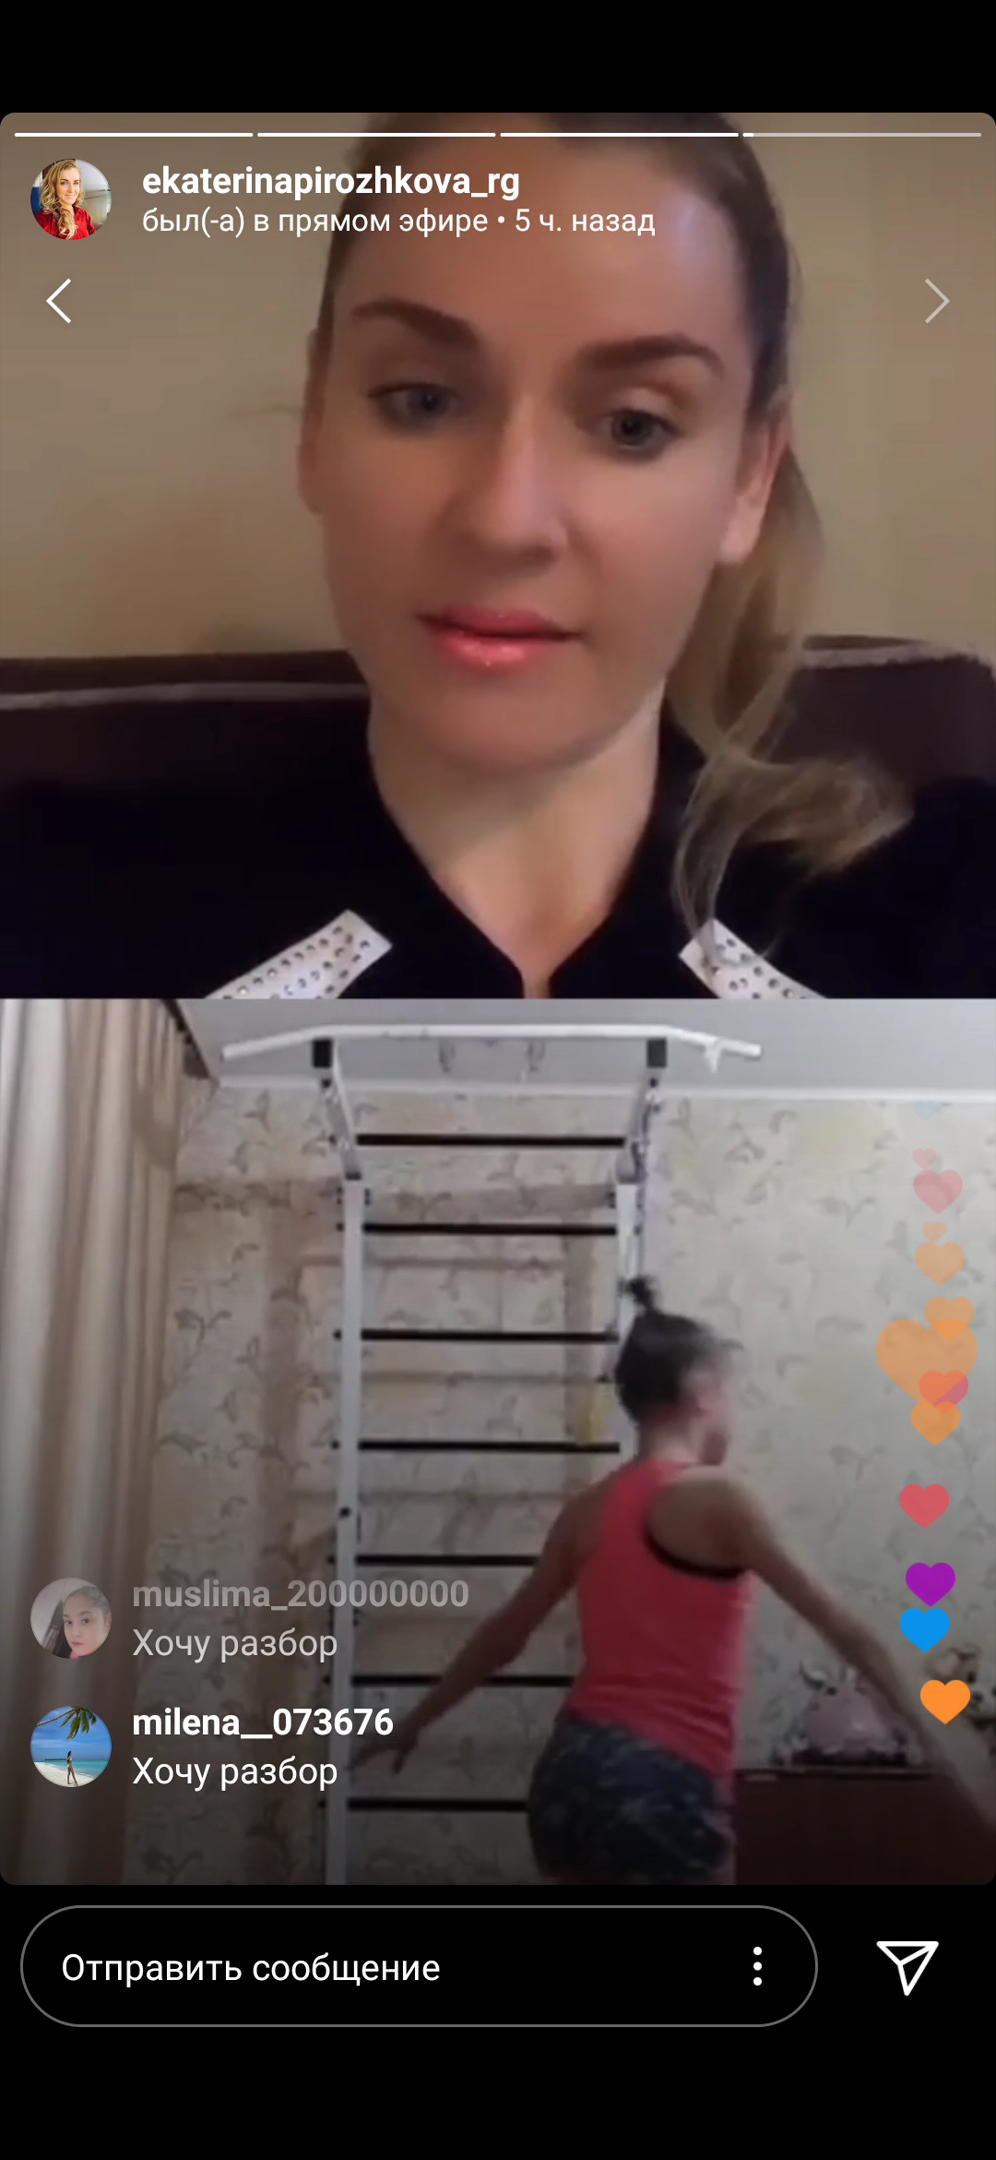 ekaterinapirozhkova_rg
был(-а) в прямом эфире • 5 ч. назад
muslima_200000000
Хочу разбор
milena__073676
Хочу разбор
Отправить сообщение